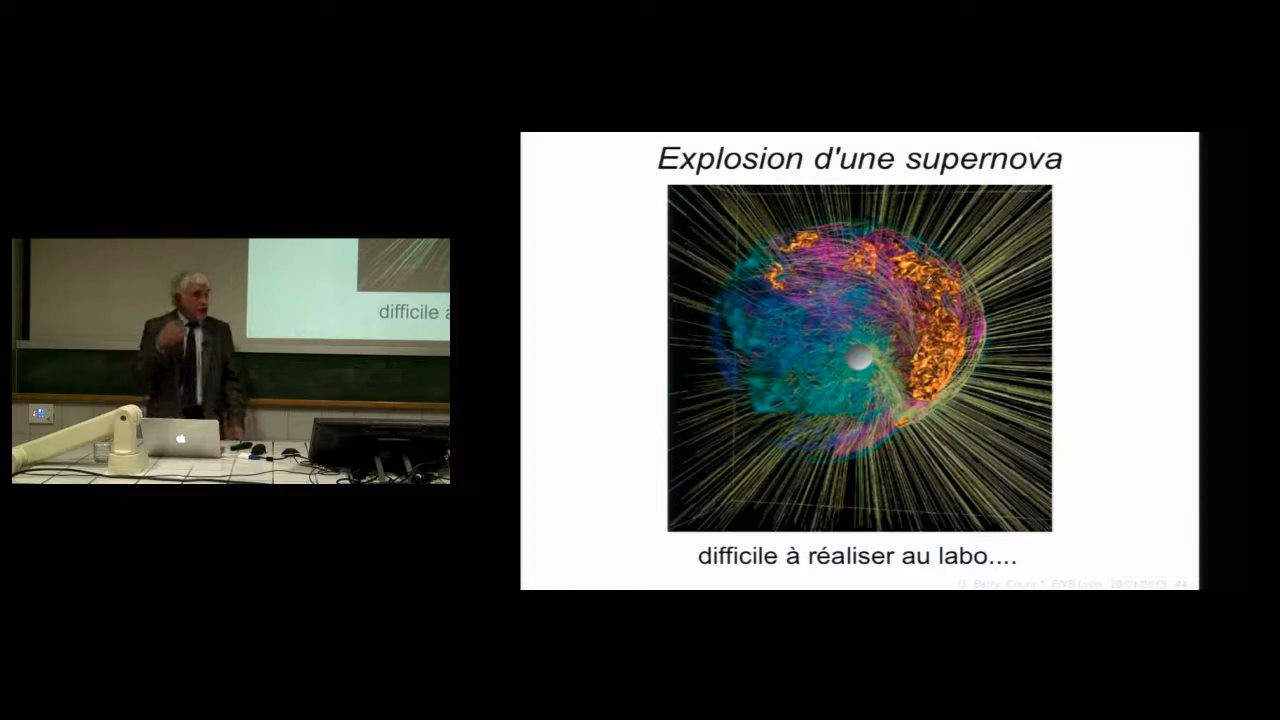 Explosion d'une supernova
difficile à réaliser au labo....
difficile à